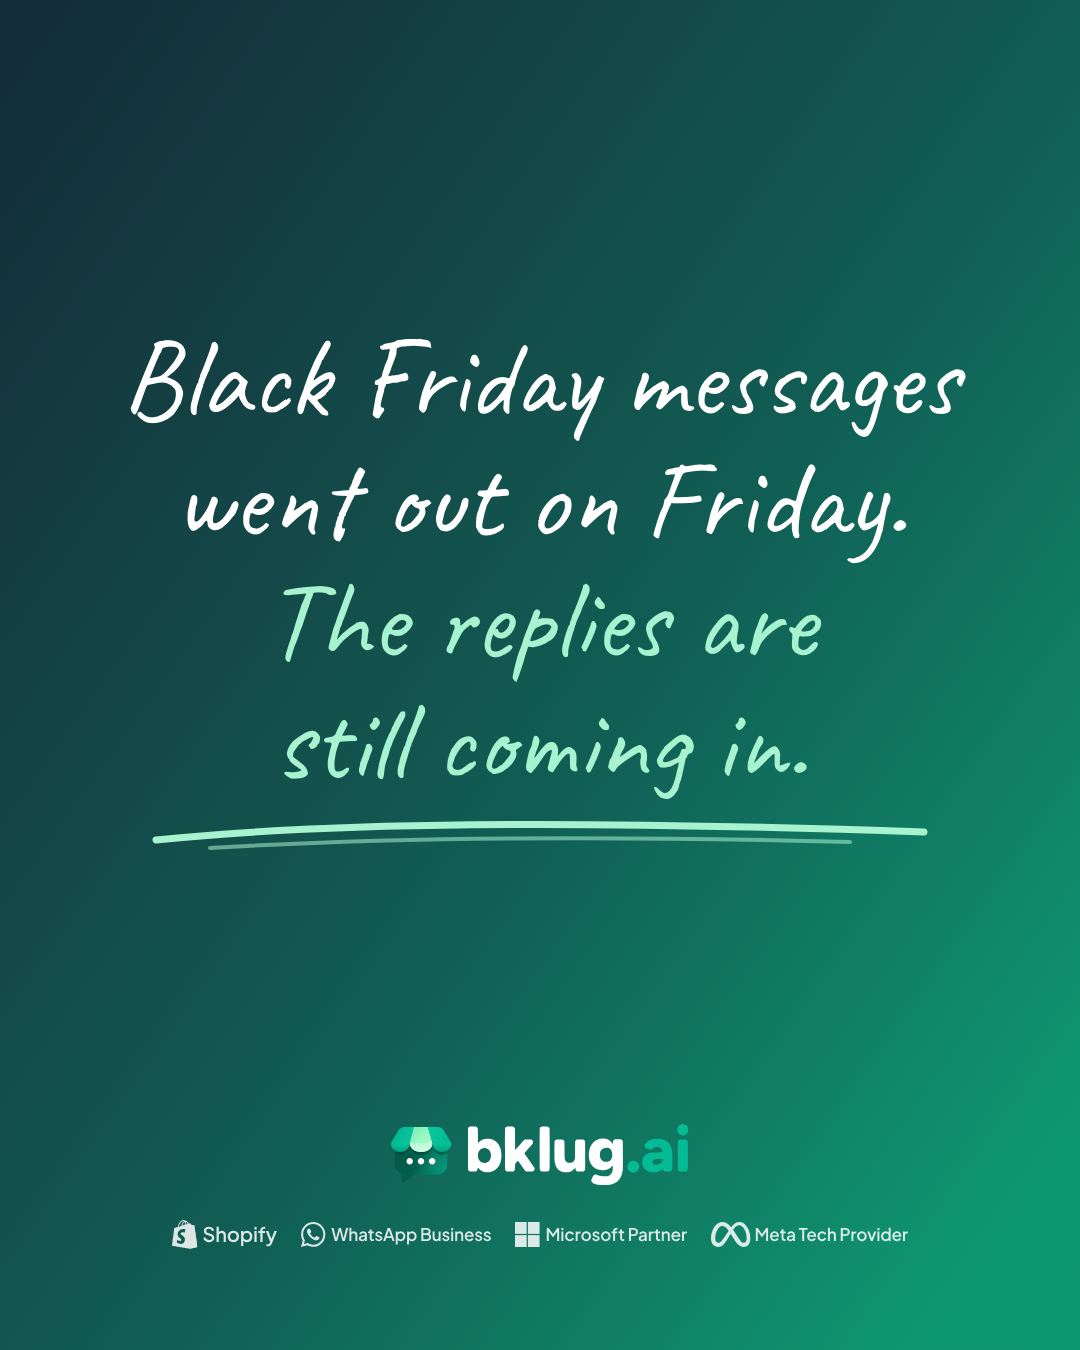 Black Friday messages
went out on Friday.
The replies are
still coming in.
bklug.ai
Shopify WhatsApp Business Microsoft Partner Meta Tech Provider